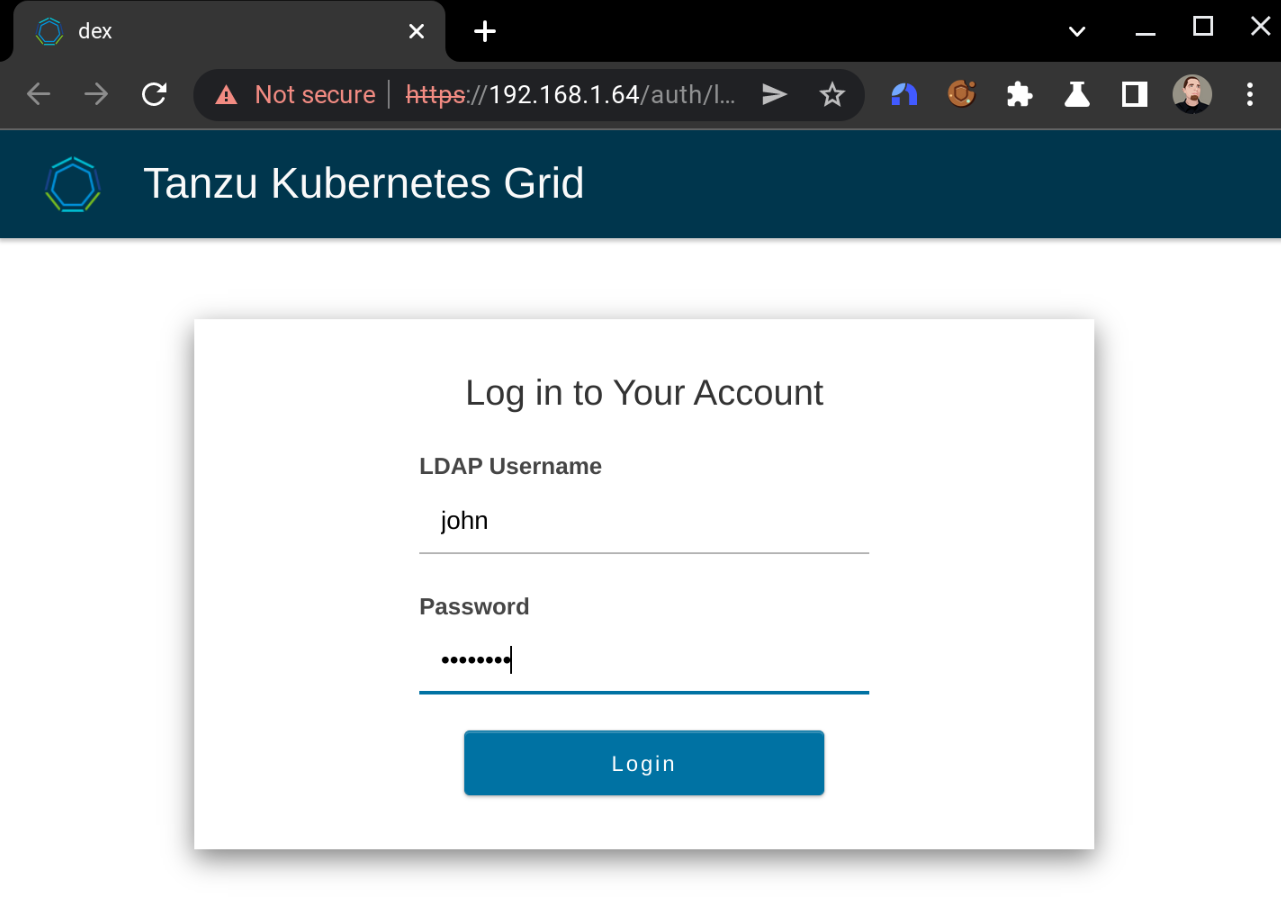 dex
Not secure https://192.168.1.64/auth/l...
Tanzu Kubernetes Grid
Log in to Your Account
LDAP Username
john
Password
••••••••
Login